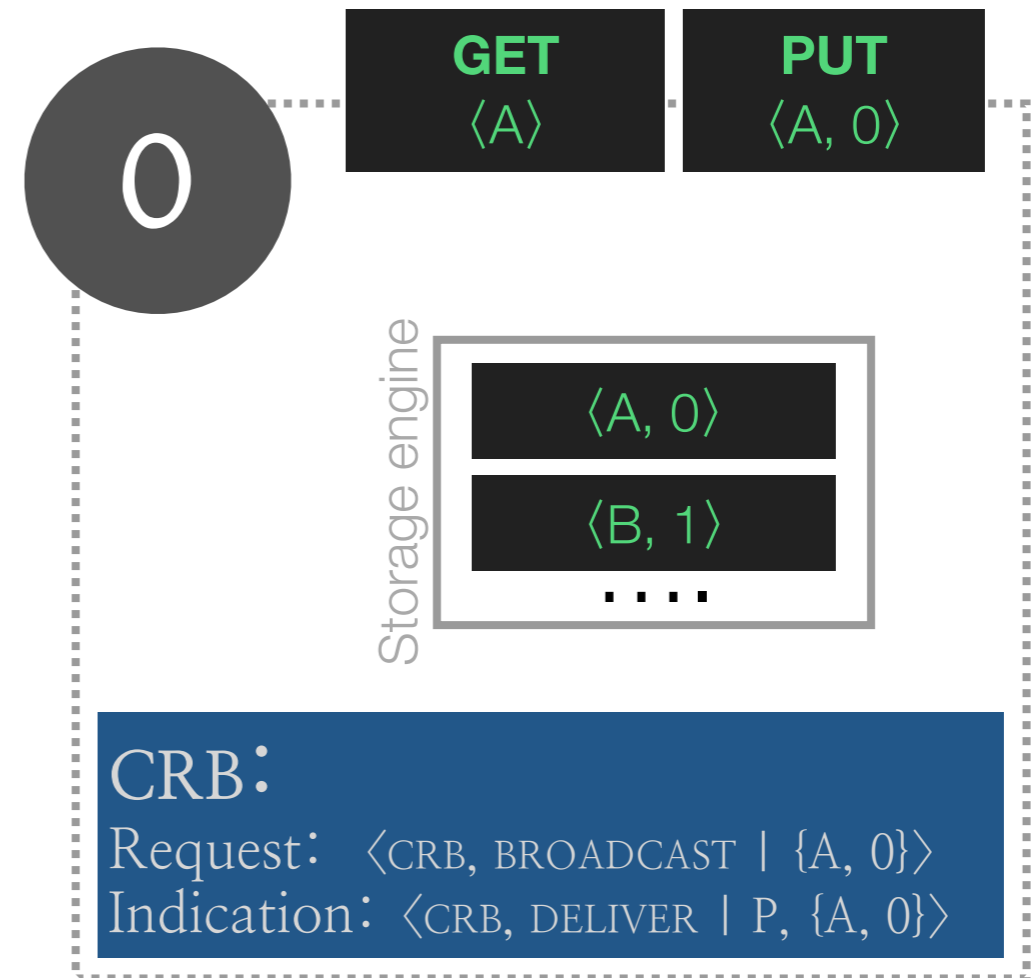 0
GET
⟨A⟩
PUT
⟨A, 0⟩
Storage engine
⟨A, 0⟩
⟨B, 1⟩
....
CRB:
Request: ⟨CRB, BROADCAST | {A, 0}⟩
Indication: ⟨CRB, DELIVER | P, {A, 0}⟩